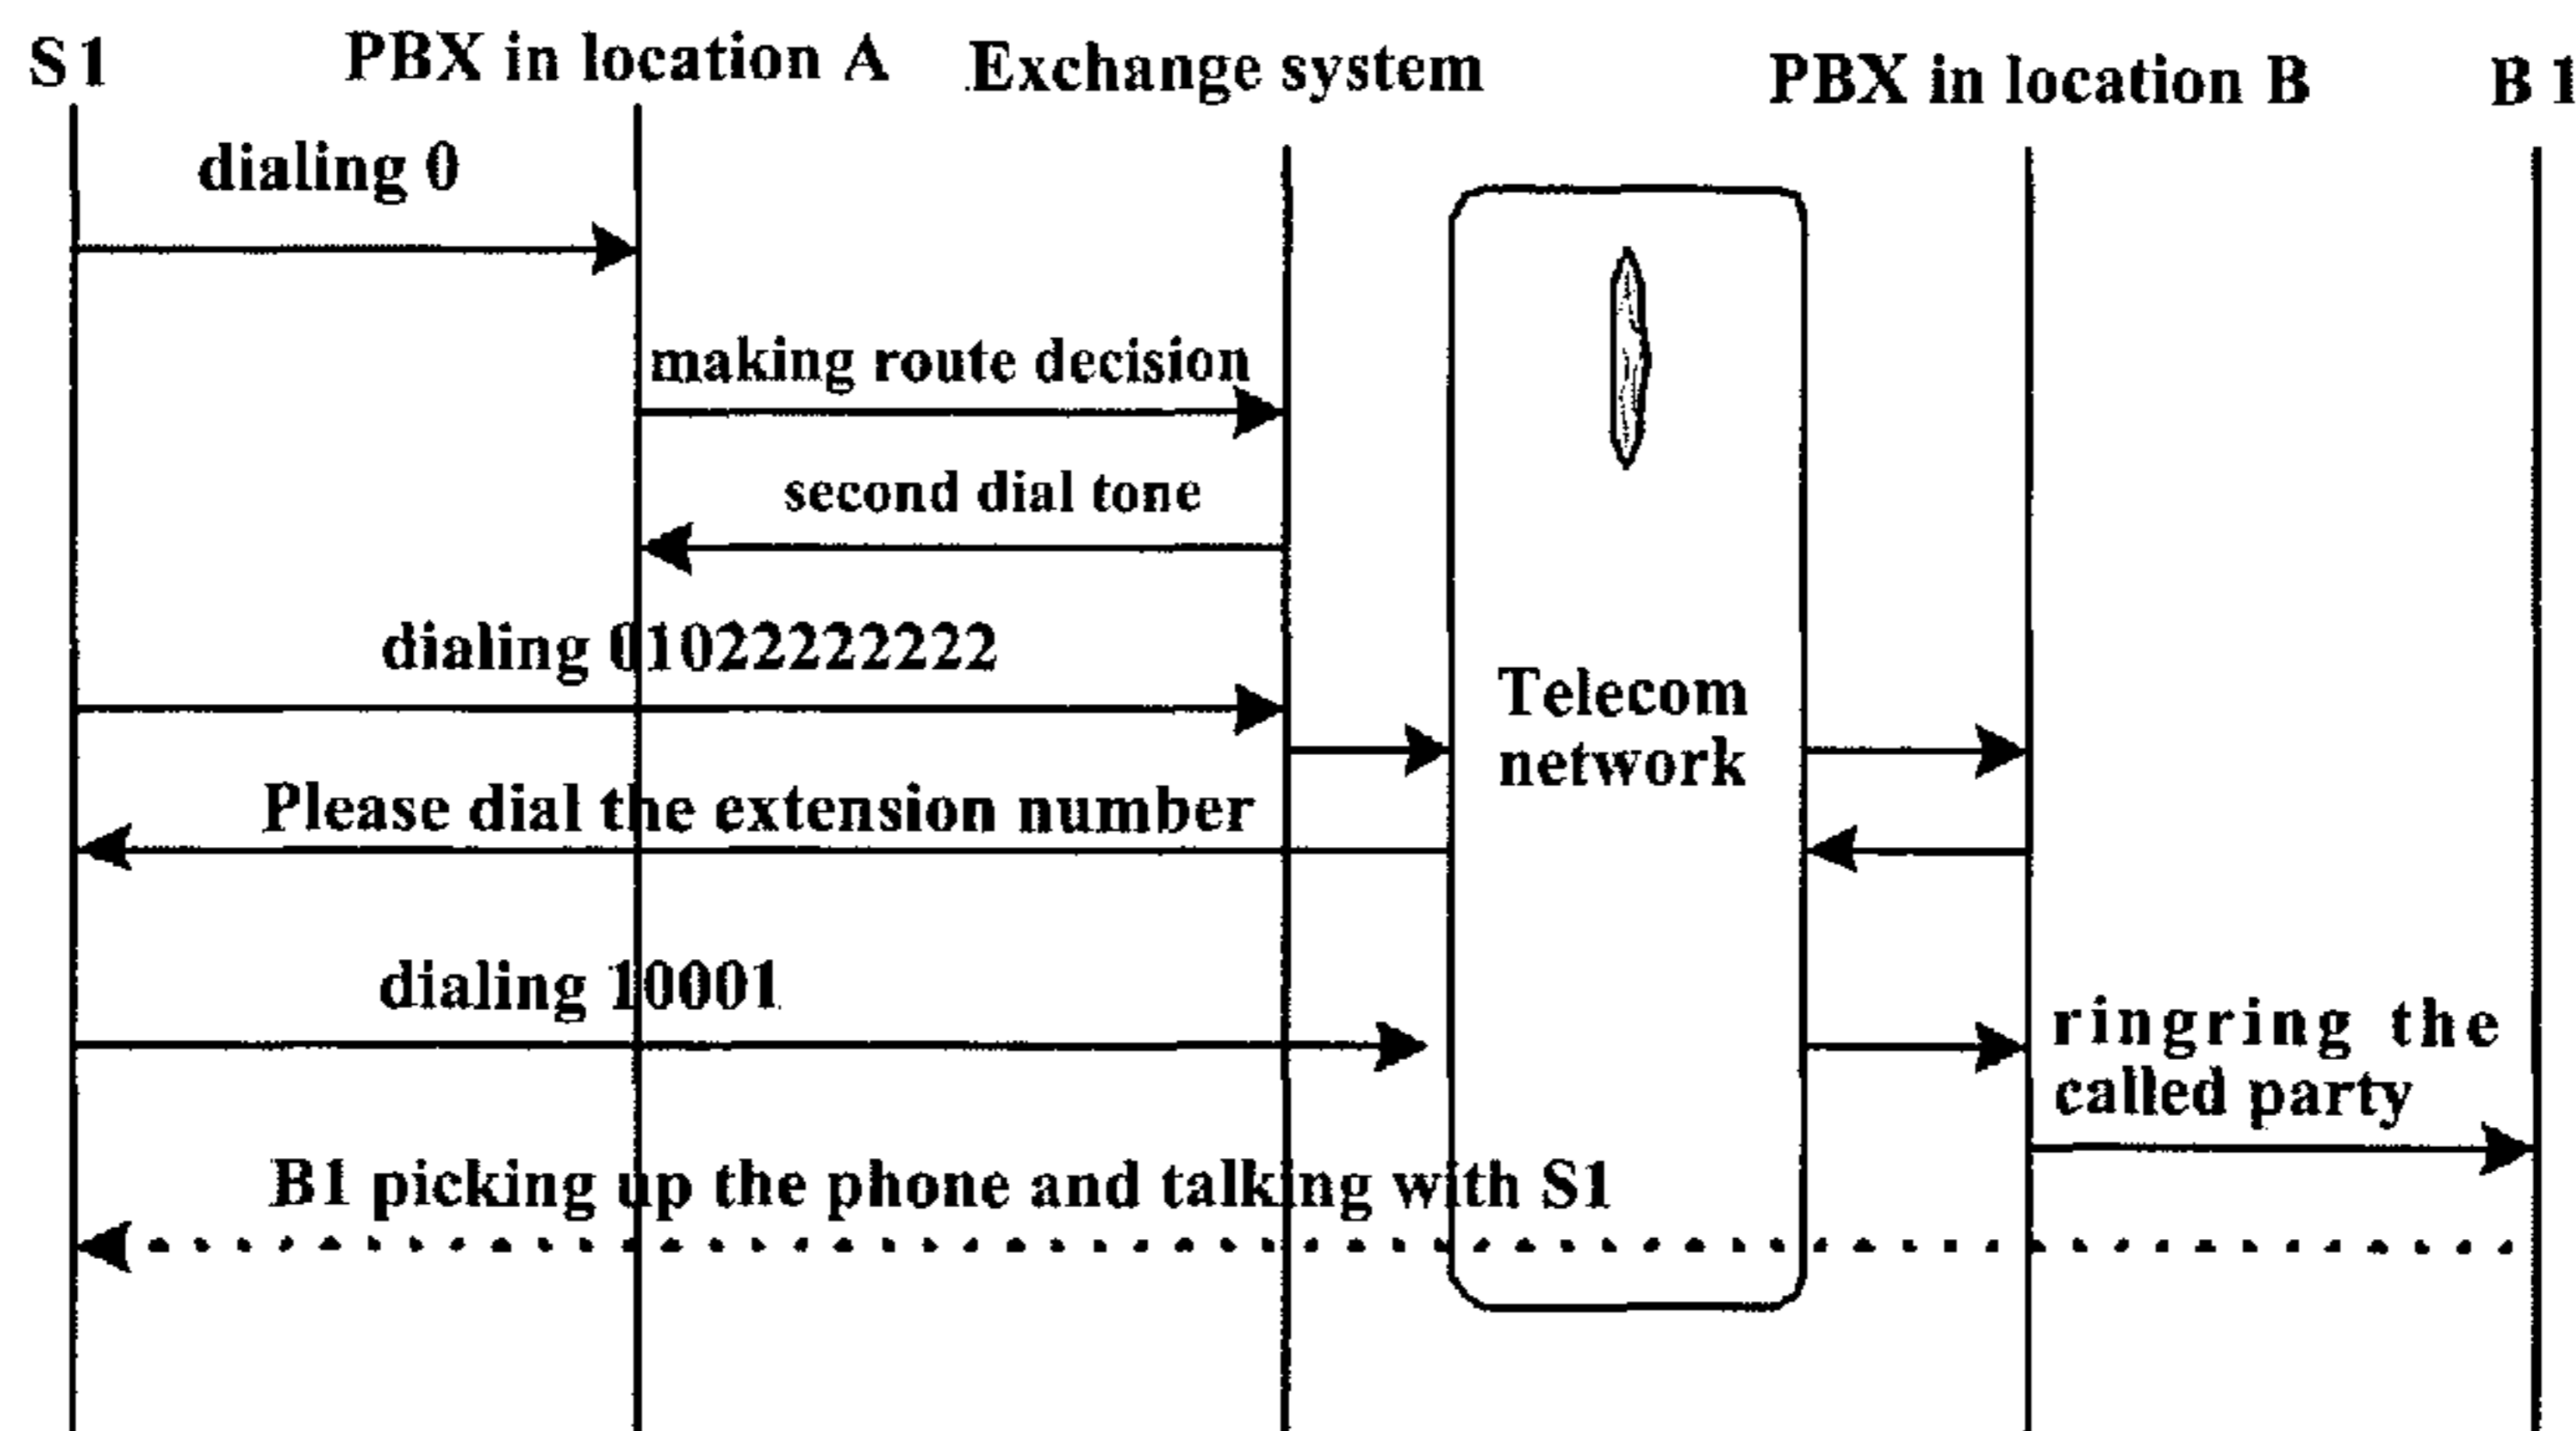 S1
PBX in location A
Exchange system
PBX in location B
B1
dialing 0
making route decision
second dial tone
dialing 01022222222
Telecom
network
Please dial the extension number
dialing 10001
ringring the
called party
B1 picking up the phone and talking with S1